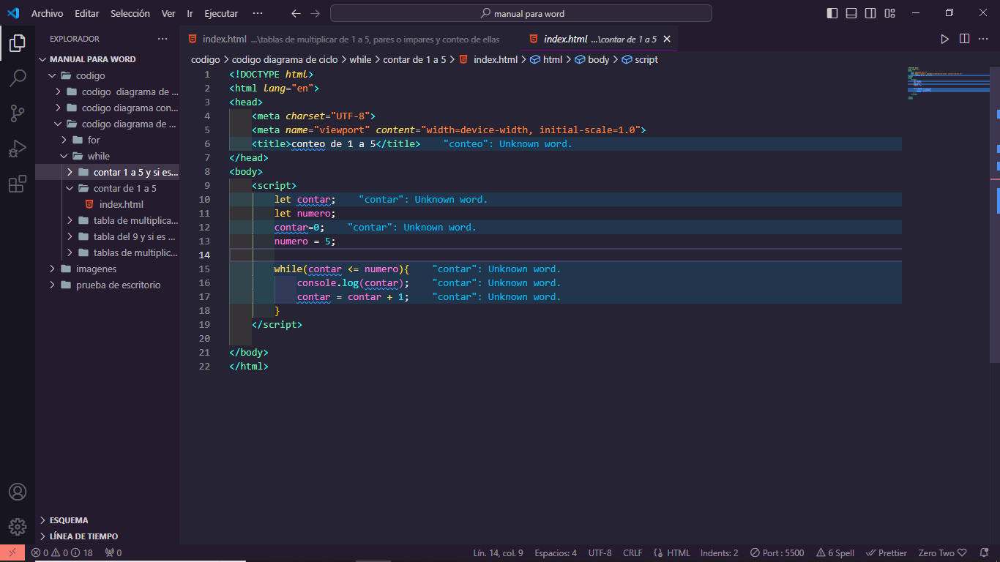 Archivo Editar Selección Ver Ir Ejecutar ··· manual para word
EXPLORADOR ···
MANUAL PARA WORD
codigo
codigo diagrama de ...
codigo diagrama con...
codigo diagrama de ...
for
while
contar 1 a 5 y si es...
contar de 1 a 5
index.html
tabla de multiplica...
tabla del 9 y si es ...
tablas de multiplic...
imagenes
prueba de escritorio
ESQUEMA
LÍNEA DE TIEMPO
index.html ...\tablas de multiplicar de 1 a 5, pares o impares y conteo de ellas index.html ...\contar de 1 a 5
codigo > codigo diagrama de ciclo > while > contar de 1 a 5 > index.html > html > body > script
1 <!DOCTYPE html>
2 <html lang="en">
3 <head>
4 <meta charset="UTF-8">
5 <meta name="viewport" content="width=device-width, initial-scale=1.0">
6 <title>conteo de 1 a 5</title> "conteo": Unknown word.
7 </head>
8 <body>
9 <script>
10 let contar; "contar": Unknown word.
11 let numero;
12 contar=0; "contar": Unknown word.
13 numero = 5;
14
15 while(contar <= numero){ "contar": Unknown word.
16 console.log(contar); "contar": Unknown word.
17 contar = contar + 1; "contar": Unknown word.
18 }
19 </script>
20
21 </body>
22 </html>
0 0 18 0 Lín. 14, col. 9 Espacios: 4 UTF-8 CRLF HTML Indents: 2 Port : 5500 6 Spell Prettier Zero Two